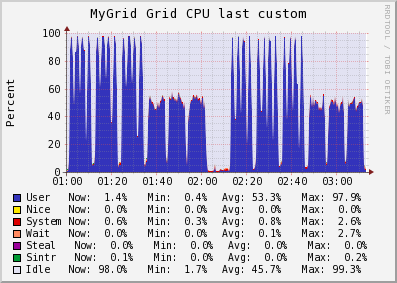 MyGrid Grid CPU last custom
RRDTOOL / TOBI OETIKER
Percent
100
80
60
40
20
0
01:00 01:20 01:40 02:00 02:20 02:40 03:00
User Now: 1.4% Min: 0.4% Avg: 53.3% Max: 97.9%
Nice Now: 0.0% Min: 0.0% Avg: 0.0% Max: 0.0%
System Now: 0.6% Min: 0.3% Avg: 0.8% Max: 2.6%
Wait Now: 0.0% Min: 0.0% Avg: 0.1% Max: 2.7%
Steal Now: 0.0% Min: 0.0% Avg: 0.0% Max: 0.0%
Sintr Now: 0.1% Min: 0.0% Avg: 0.0% Max: 0.2%
Idle Now: 98.0% Min: 1.7% Avg: 45.7% Max: 99.3%